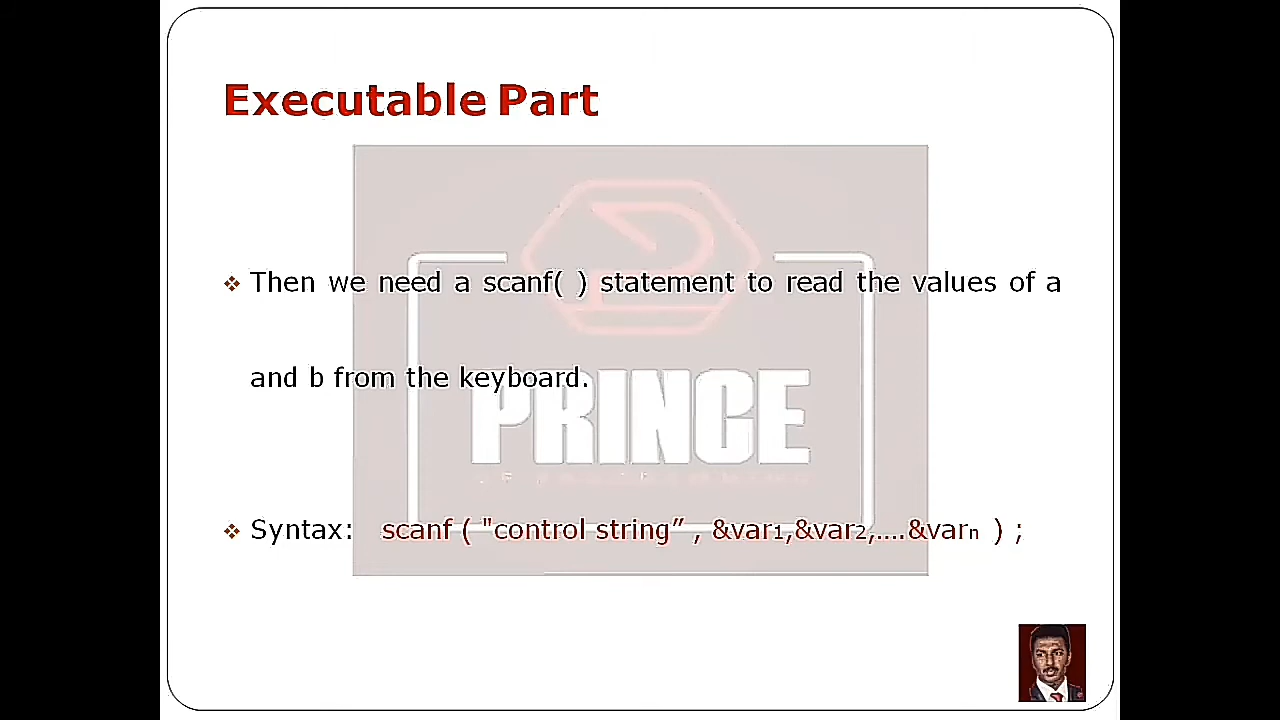 Executable Part
❖ Then we need a scanf( ) statement to read the values of a
and b from the keyboard.
PRINCE
❖ Syntax: scanf ( "control string” , &var1,&var2,....&varn ) ;